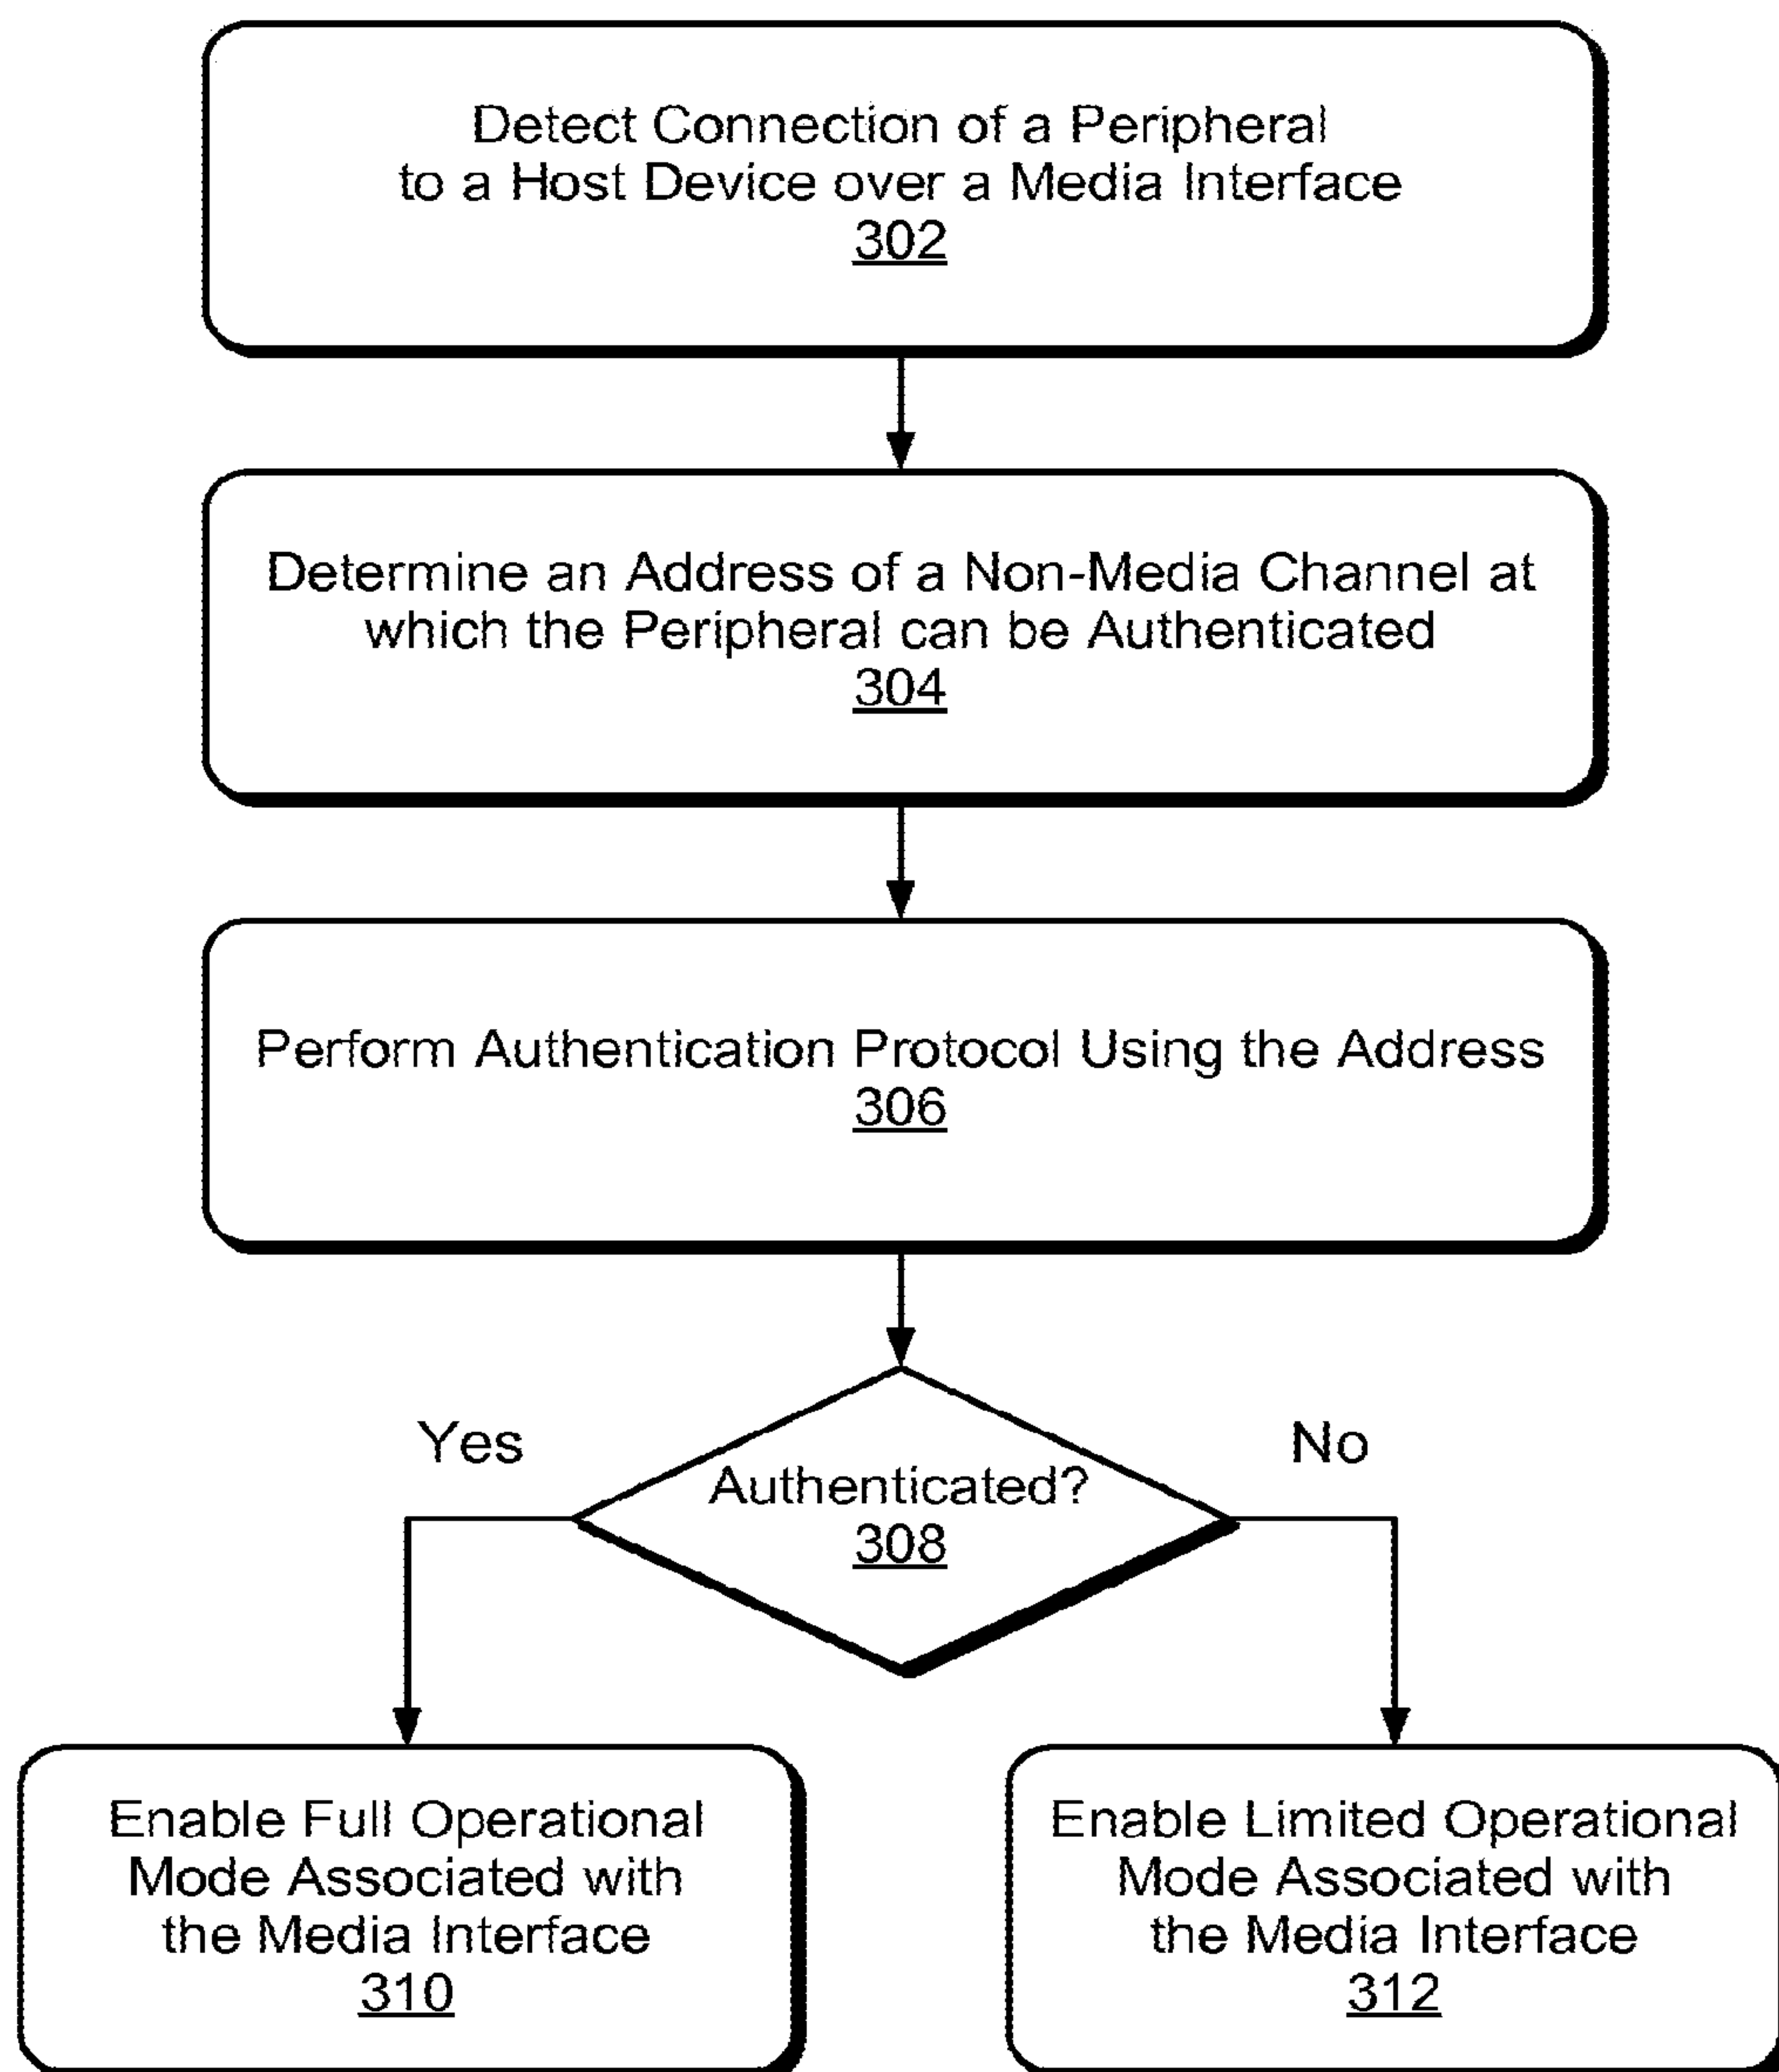 Detect Connection of a Peripheral
to a Host Device over a Media Interface
302
Determine an Address of a Non-Media Channel at
which the Peripheral can be Authenticated
304
Perform Authentication Protocol Using the Address
306
Yes
No
Authenticated?
308
Enable Full Operational
Mode Associated with
the Media Interface
310
Enable Limited Operational
Mode Associated with
the Media Interface
312